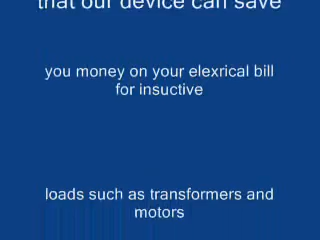 that our device can save
you money on your elexrical bill
for insuctive
loads such as transformers and
motors